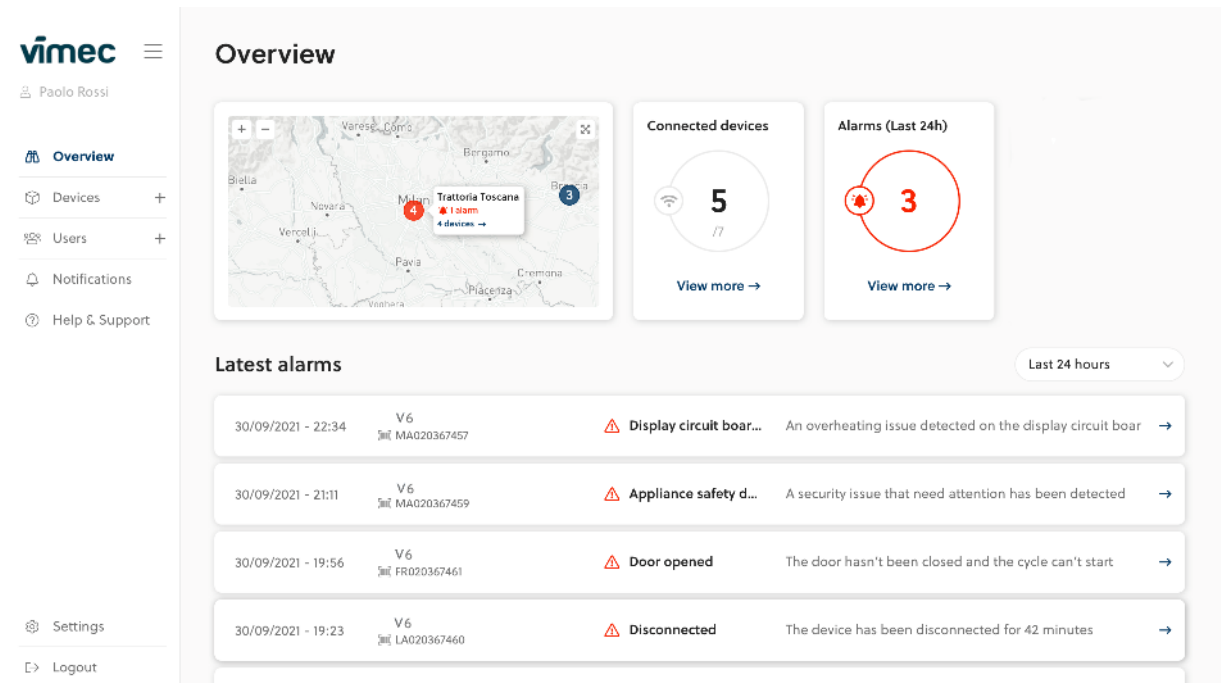 vimec
Paolo Rossi
Overview
Devices
Users
Notifications
Help & Support
Settings
Logout
Overview
+ −
Varese Como
Bergamo
Biella
Novara
Milan
4
Trattoria Toscana
1 alarm
4 devices →
3
Vercelli
Pavia
Cremona
Piacenza
Voghera
Connected devices
5
/7
View more →
Alarms (Last 24h)
3
View more →
Latest alarms
Last 24 hours
30/09/2021 - 22:34 V6 MA020367457 Display circuit boar... An overheating issue detected on the display circuit boar →
30/09/2021 - 21:11 V6 MA020367459 Appliance safety d... A security issue that need attention has been detected →
30/09/2021 - 19:56 V6 FR020367461 Door opened The door hasn't been closed and the cycle can't start →
30/09/2021 - 19:23 V6 LA020367460 Disconnected The device has been disconnected for 42 minutes →